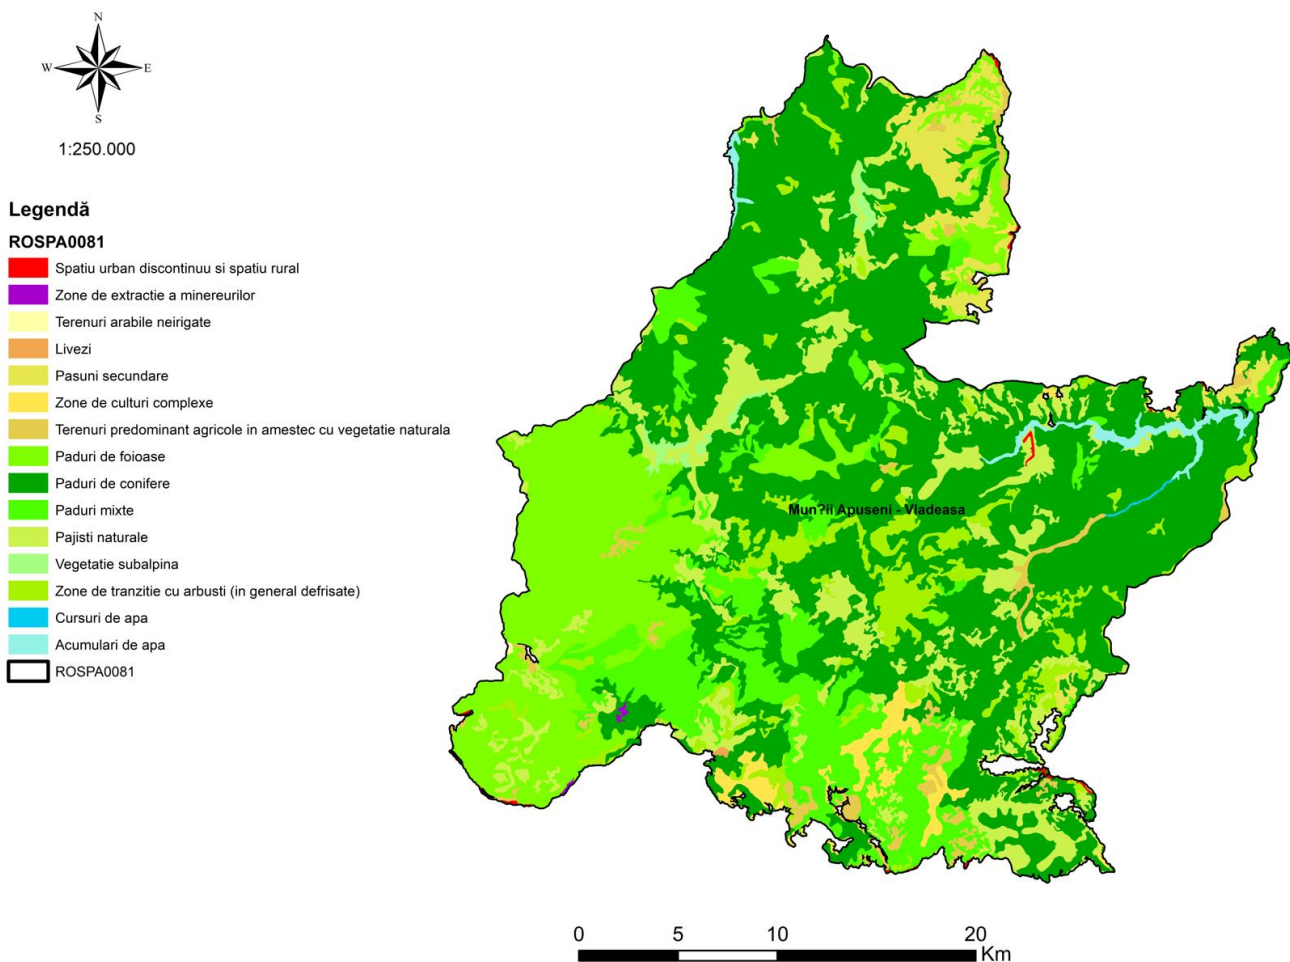 N
W E
S
1:250.000
Legendă
ROSPA0081
Spatiu urban discontinuu si spatiu rural
Zone de extractie a minereurilor
Terenuri arabile neirigate
Livezi
Pasuni secundare
Zone de culturi complexe
Terenuri predominant agricole in amestec cu vegetatie naturala
Paduri de foioase
Paduri de conifere
Paduri mixte
Pajisti naturale
Vegetatie subalpina
Zone de tranzitie cu arbusti (in general defrisate)
Cursuri de apa
Acumulari de apa
ROSPA0081
Mun?ii Apuseni - Vladeasa
0 5 10 20
Km